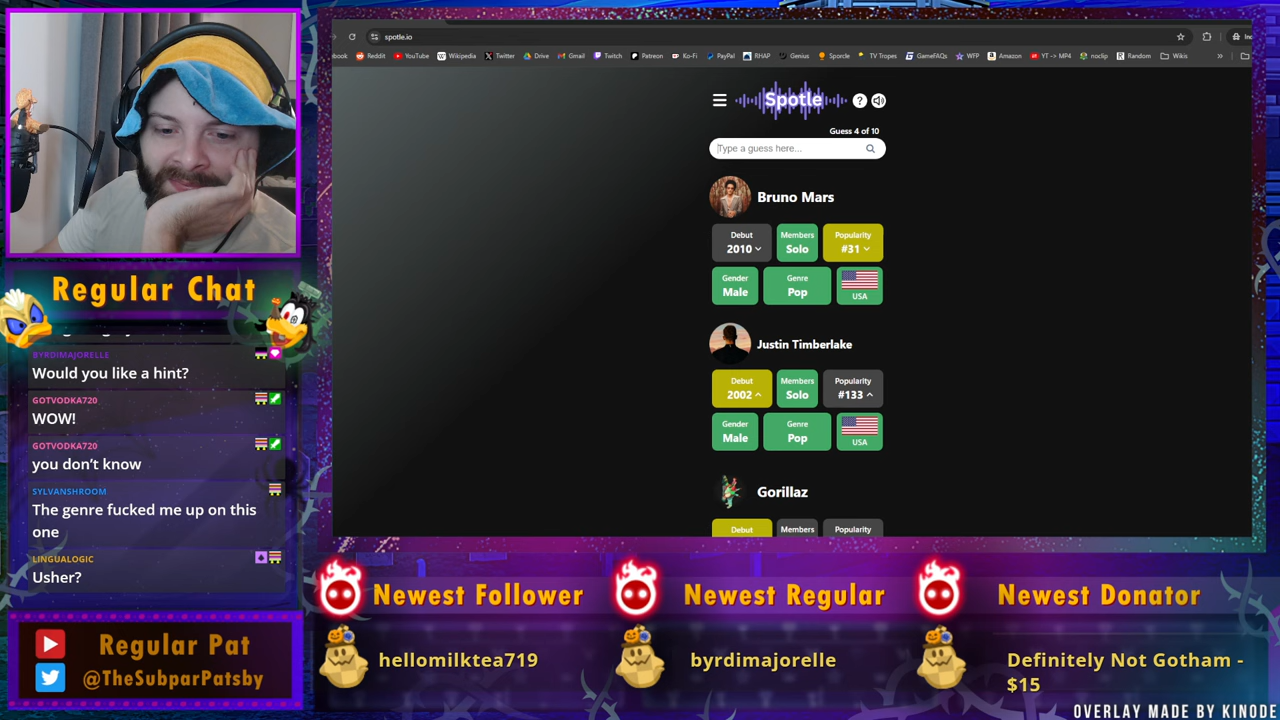 spotle.io
book
Reddit
YouTube
Wikipedia
Twitter
Drive
Gmail
Twitch
Patreon
Ko-Fi
PayPal
RHAP
Genius
Sporcle
TV Tropes
GameFAQs
WFP
Amazon
YT -> MP4
noclip
Random
Wikis
Spotle
?
Guess 4 of 10
Type a guess here...
Bruno Mars
Debut
2010
Members
Solo
Popularity
#31
Gender
Male
Genre
Pop
USA
Justin Timberlake
Debut
2002
Members
Solo
Popularity
#133
Gender
Male
Genre
Pop
USA
Gorillaz
Debut
Members
Popularity
Regular Chat
BYRDIMAJORELLE
Would you like a hint?
GOTVODKA720
WOW!
GOTVODKA720
you don't know
SYLVANSHROOM
The genre fucked me up on this
one
LINGUALOGIC
Usher?
Regular Pat
@TheSubparPatsby
Newest Follower
hellomilktea719
Newest Regular
byrdimajorelle
Newest Donator
Definitely Not Gotham -
$15
OVERLAY MADE BY KINODE